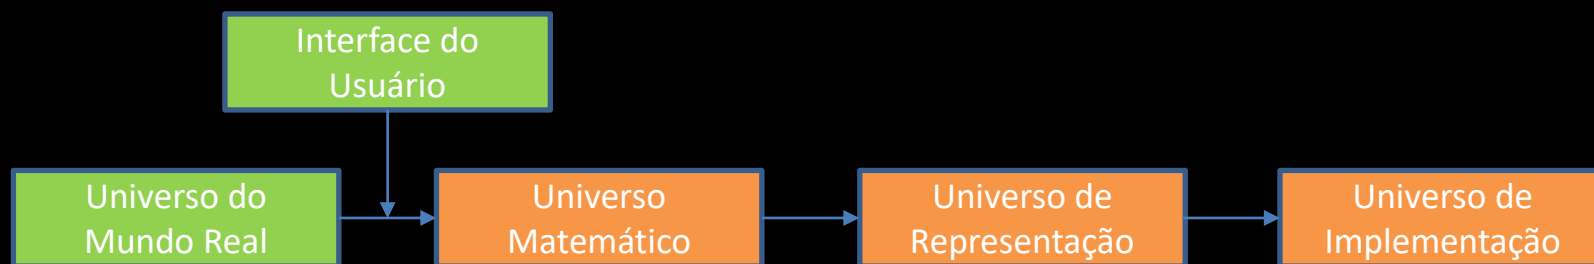 Interface do
Usuário
Universo do
Mundo Real
Universo
Matemático
Universo de
Representação
Universo de
Implementação